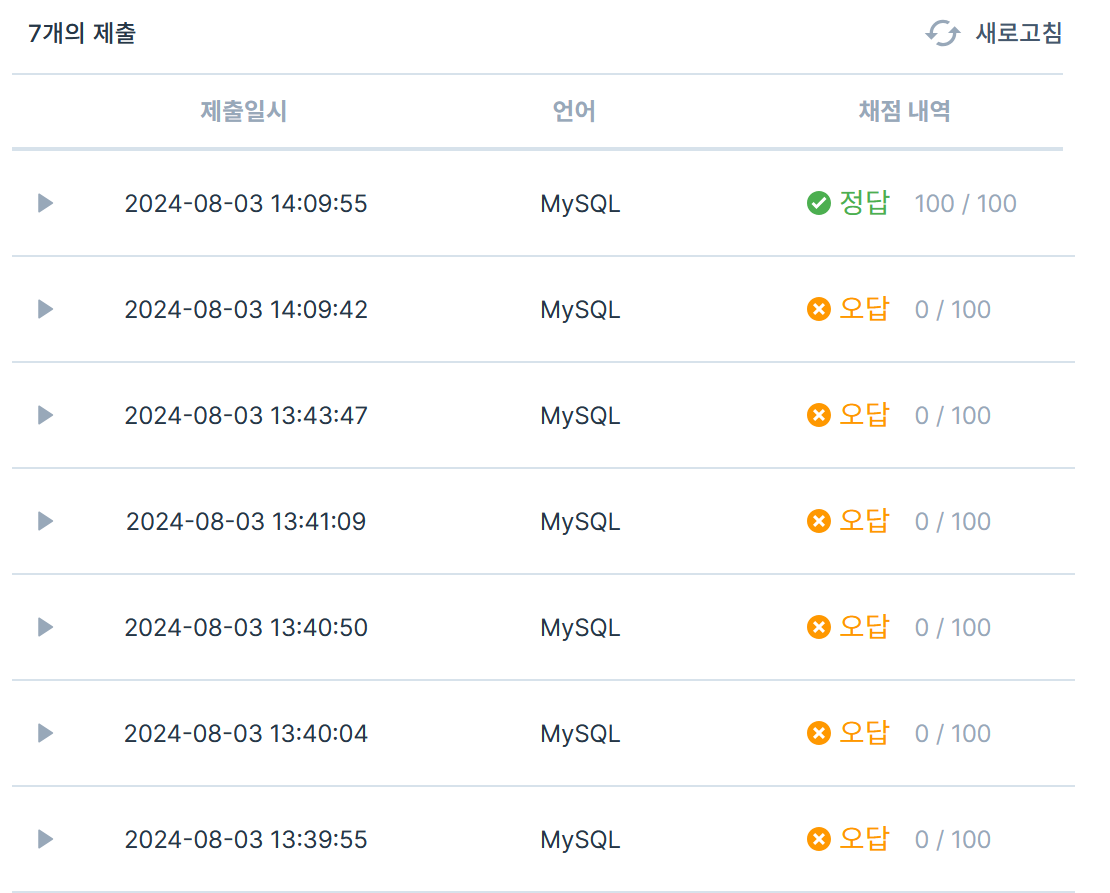 7개의 제출 새로고침
제출일시 언어 채점 내역
2024-08-03 14:09:55 MySQL 정답 100 / 100
2024-08-03 14:09:42 MySQL 오답 0 / 100
2024-08-03 13:43:47 MySQL 오답 0 / 100
2024-08-03 13:41:09 MySQL 오답 0 / 100
2024-08-03 13:40:50 MySQL 오답 0 / 100
2024-08-03 13:40:04 MySQL 오답 0 / 100
2024-08-03 13:39:55 MySQL 오답 0 / 100